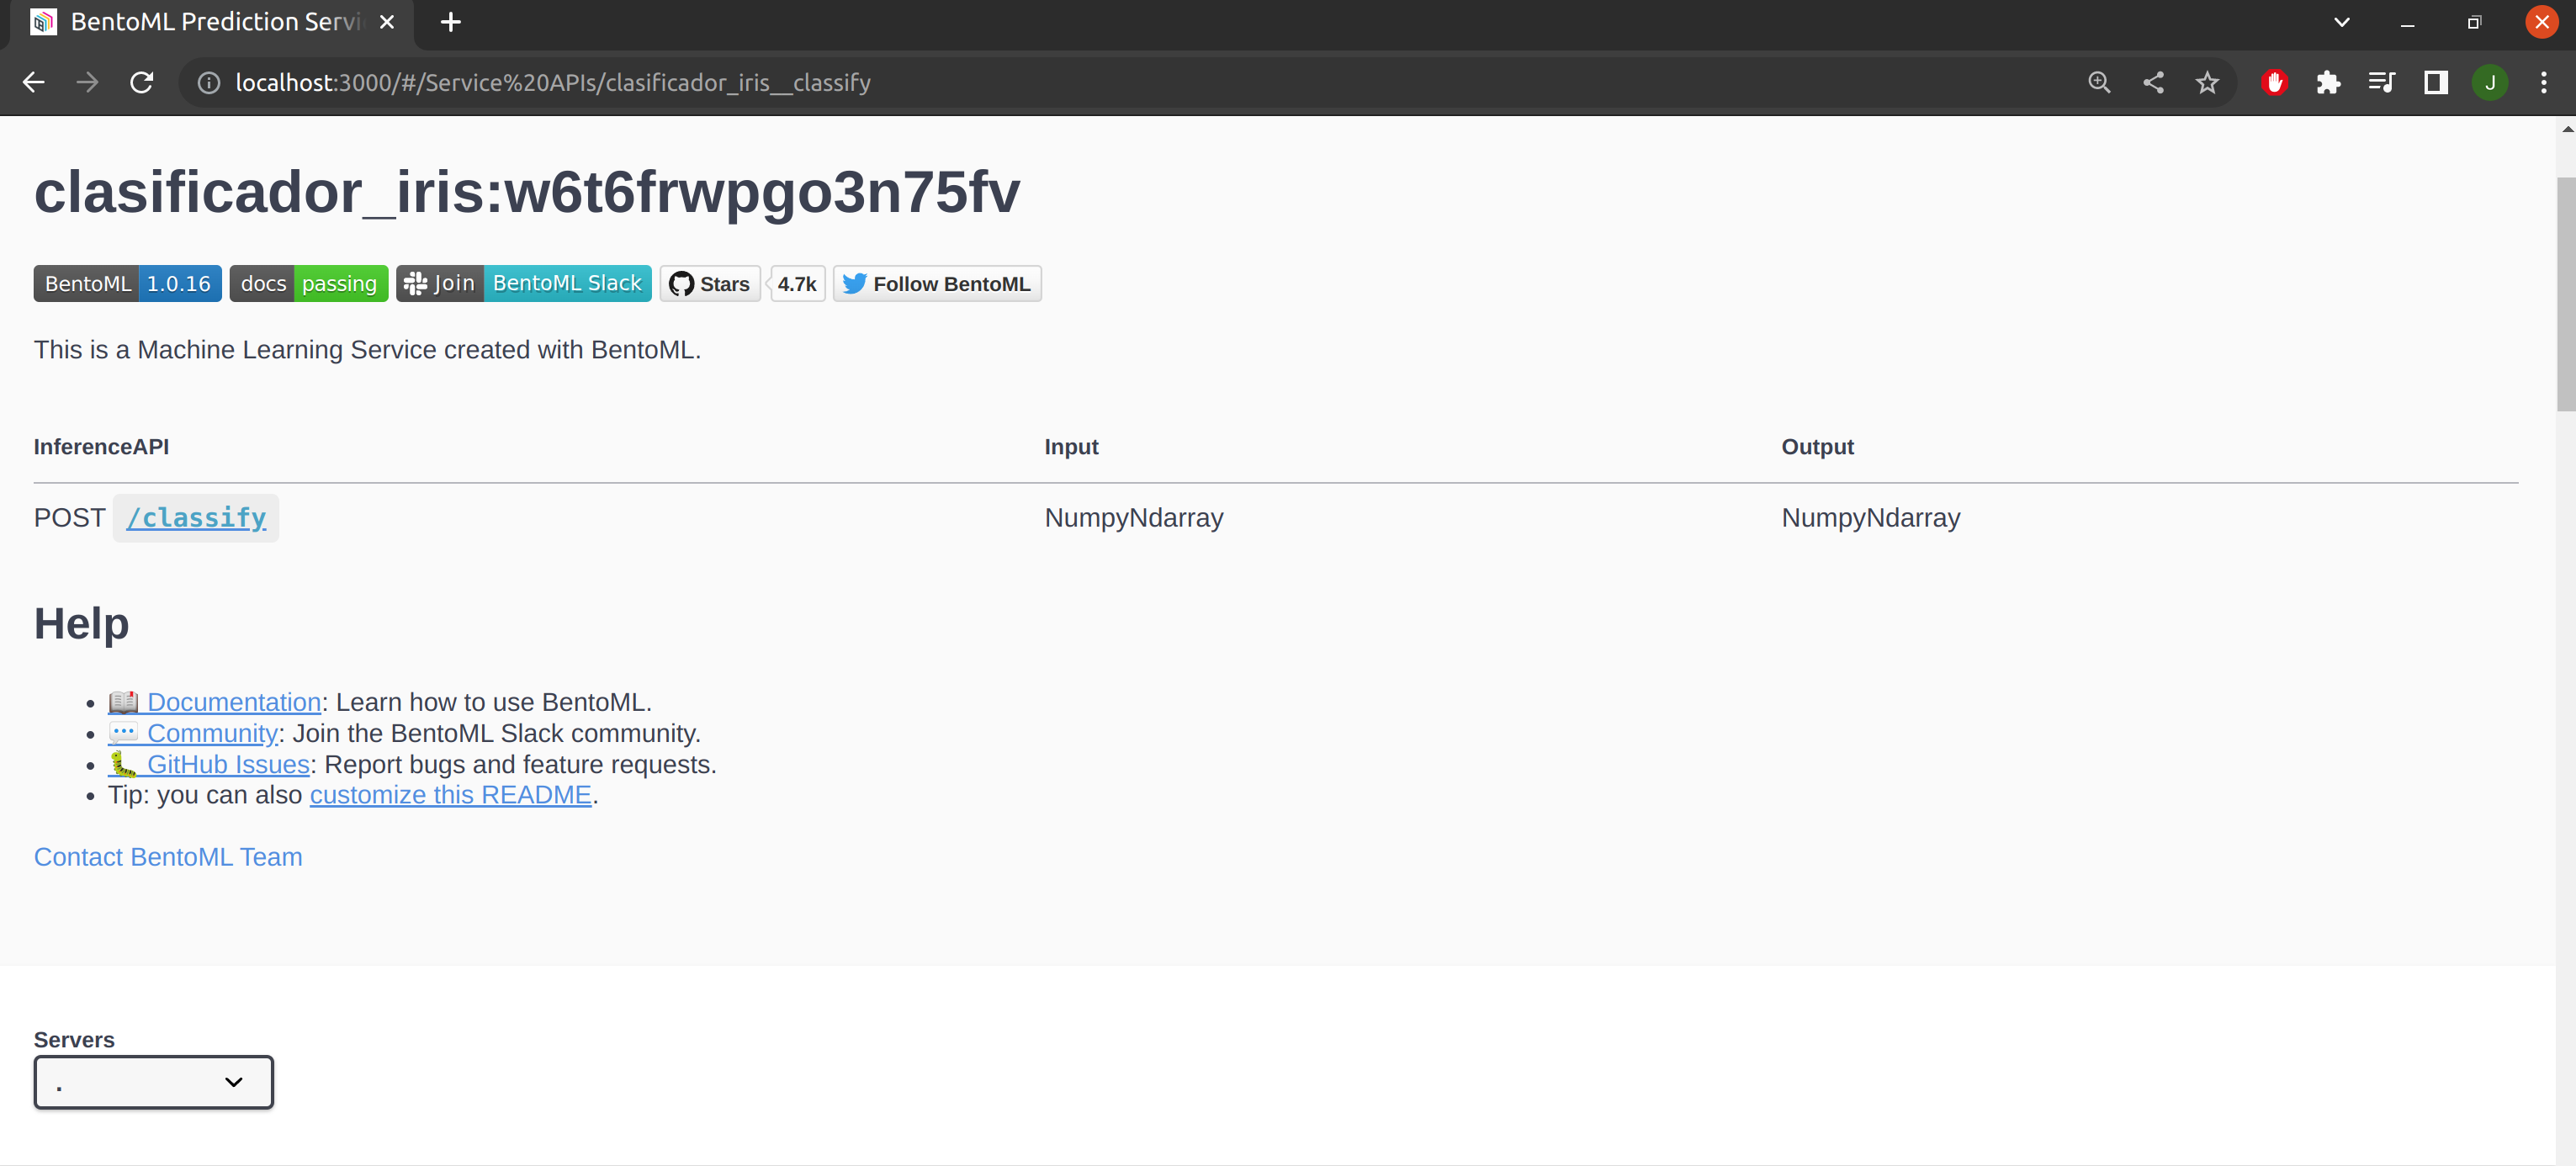 BentoML Prediction Servi
localhost:3000/#/Service%20APIs/clasificador_iris__classify
J
clasificador_iris:w6t6frwpgo3n75fv
BentoML 1.0.16 docs passing Join BentoML Slack Stars 4.7k Follow BentoML
This is a Machine Learning Service created with BentoML.
InferenceAPI Input Output
POST /classify NumpyNdarray NumpyNdarray
Help
Documentation: Learn how to use BentoML.
Community: Join the BentoML Slack community.
GitHub Issues: Report bugs and feature requests.
Tip: you can also customize this README.
Contact BentoML Team
Servers
.